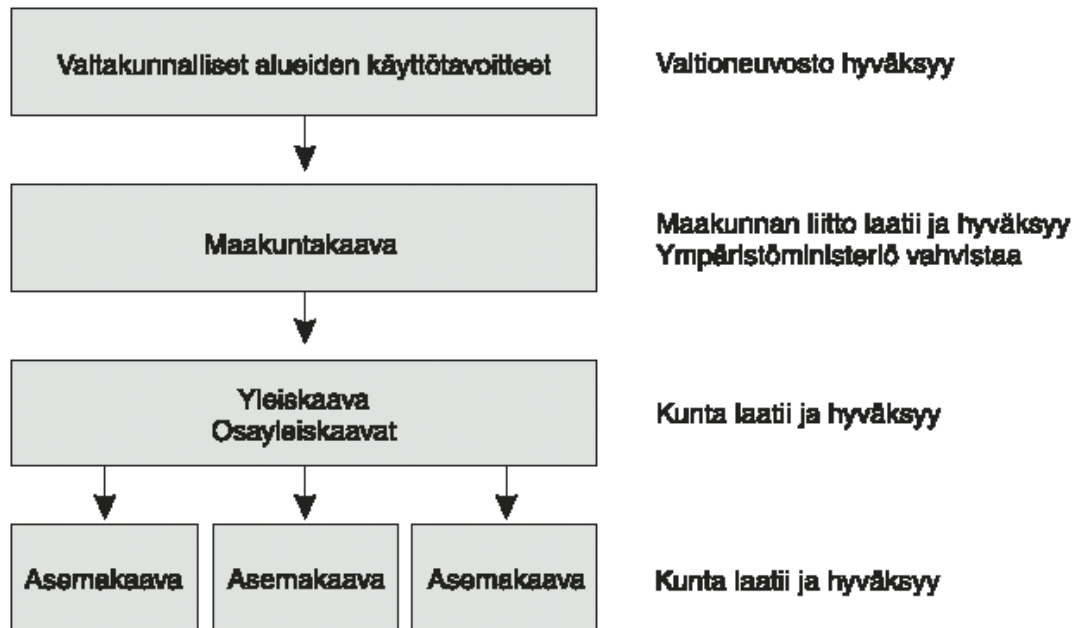 Valtakunnalliset alueiden käyttötavoitteet
Valtioneuvosto hyväksyy
Maakuntakaava
Maakunnan liitto laatii ja hyväksyy
Ympäristöministeriö vahvistaa
Yleiskaava
Osayleiskaavat
Kunta laatii ja hyväksyy
Asemakaava
Asemakaava
Asemakaava
Kunta laatii ja hyväksyy